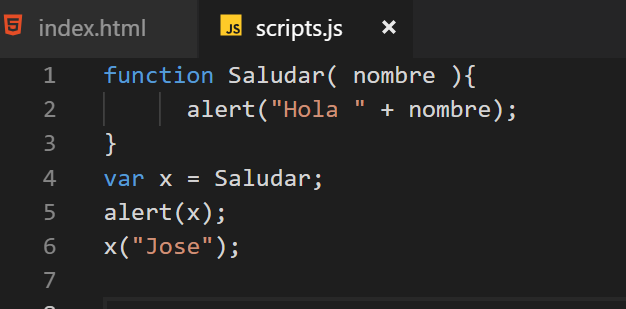 index.html JS scripts.js ×
1 function Saludar( nombre ){
2 alert("Hola " + nombre);
3 }
4 var x = Saludar;
5 alert(x);
6 x("Jose");
7